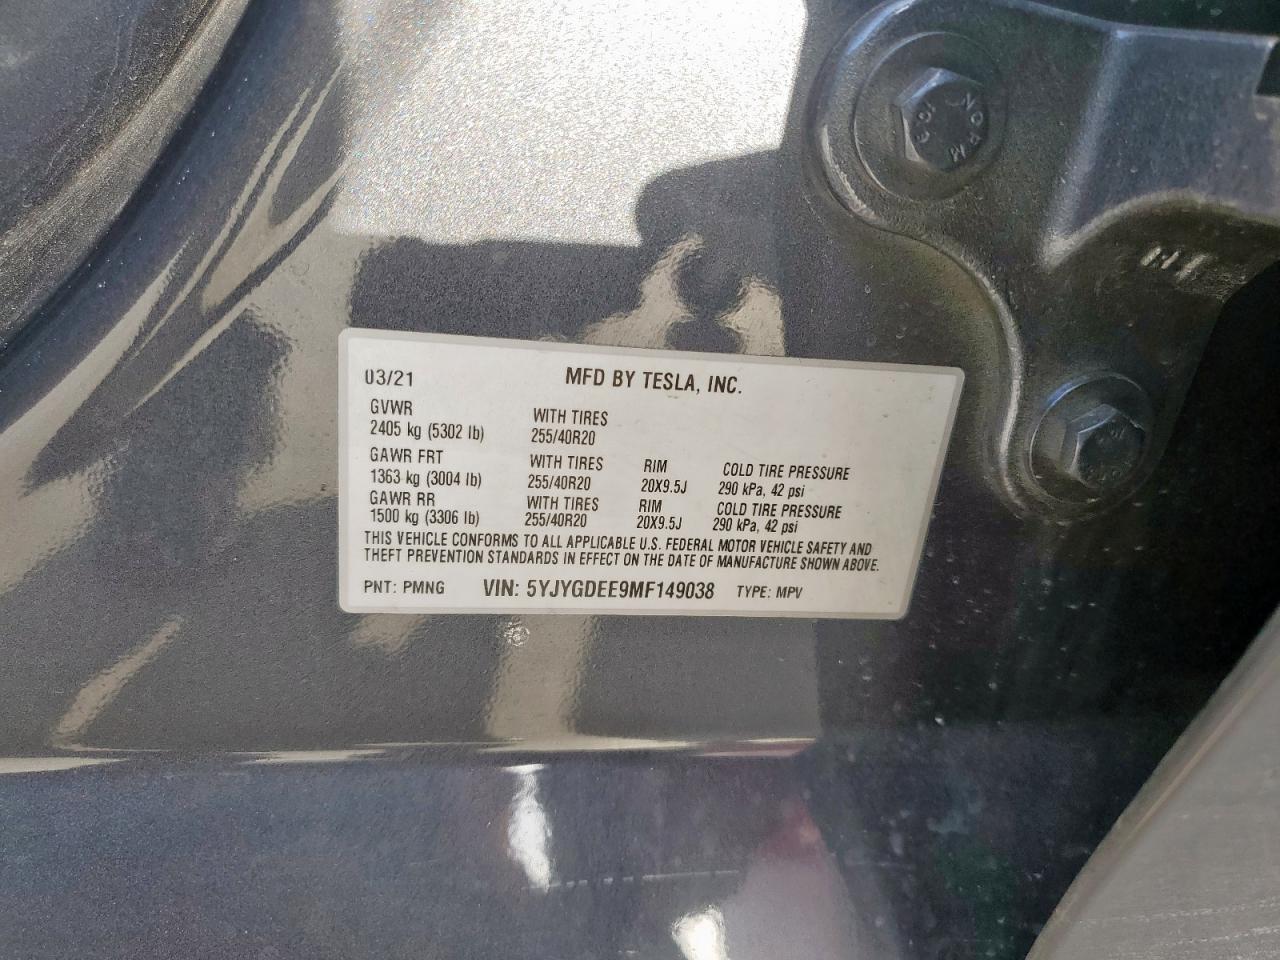 03/21 MFD BY TESLA, INC.
GVWR WITH TIRES
2405 kg (5302 lb) 255/40R20
GAWR FRT WITH TIRES RIM COLD TIRE PRESSURE
1363 kg (3004 lb) 255/40R20 20X9.5J 290 kPa, 42 psi
GAWR RR WITH TIRES RIM COLD TIRE PRESSURE
1500 kg (3306 lb) 255/40R20 20X9.5J 290 kPa, 42 psi
THIS VEHICLE CONFORMS TO ALL APPLICABLE U.S. FEDERAL MOTOR VEHICLE SAFETY AND
THEFT PREVENTION STANDARDS IN EFFECT ON THE DATE OF MANUFACTURE SHOWN ABOVE.
PNT: PMNG VIN: 5YJYGDEE9MF149038 TYPE: MPV